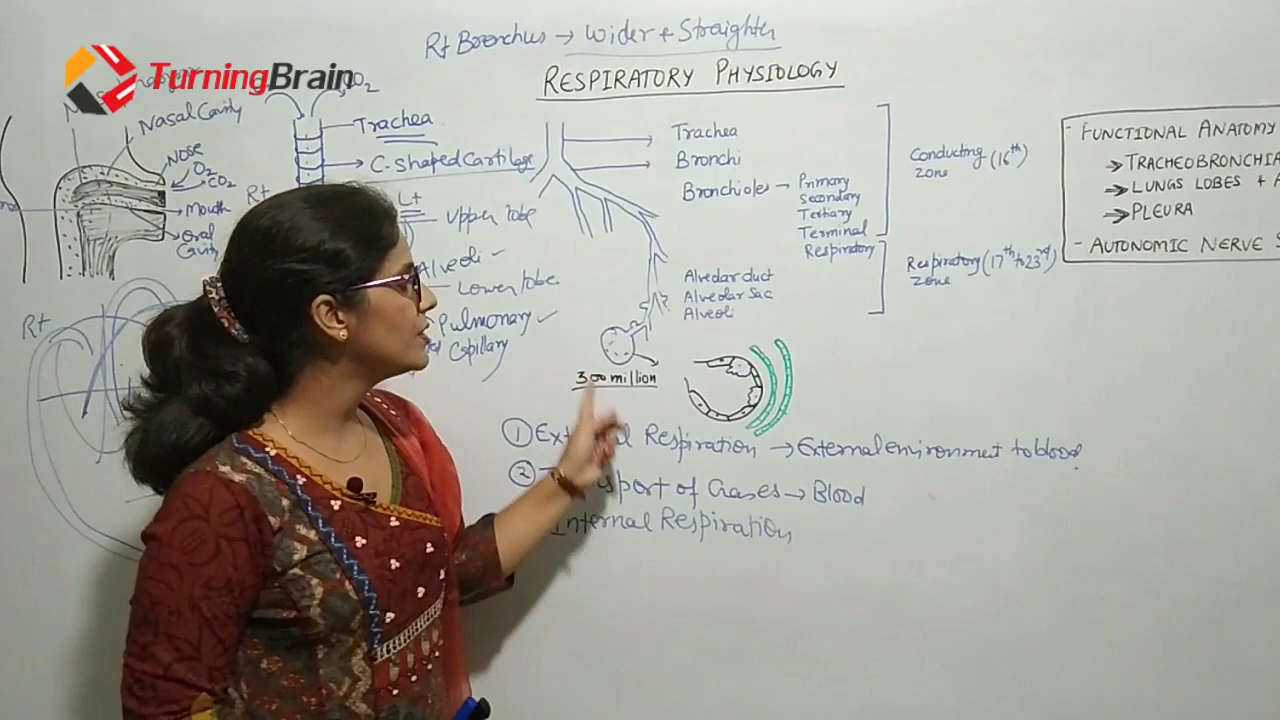 Rt Bronchus → Wider + Straighter
TurningBrain
RESPIRATORY PHYSIOLOGY
Nasal Cavity
Nose
O₂
CO₂
Mouth
Oral
Cavity
Trachea
C-shaped Cartilage
Rt
Lt
Upper lobe
Alveoli ✓
Lower lobe
Pulmonary ✓
Capillary
Rt
Trachea
Bronchi
Bronchioles → Primary
Secondary
Tertiary
Terminal
Respiratory
Conducting (16th)
zone
Alveolar duct
Alveolar Sac
Alveoli
Respiratory (17th to 23rd)
zone
300 million
- FUNCTIONAL ANATOMY
→ TRACHEOBRONCHIA
→ LUNGS LOBES +
→ PLEURA
- AUTONOMIC NERVE S
① Ex l Respiration → External environment to blood.
② T sport of Gases → Blood
Internal Respiration